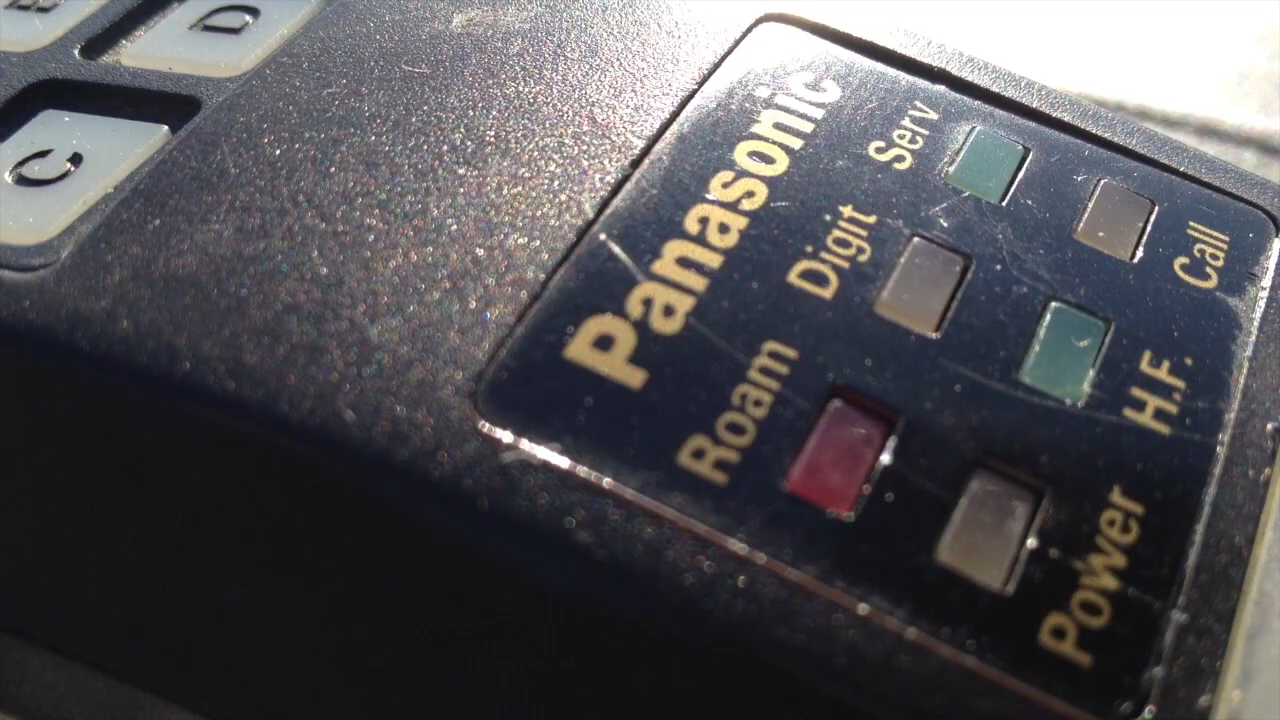 Panasonic
Roam Digit Serv
Power H.F. Call
C
D